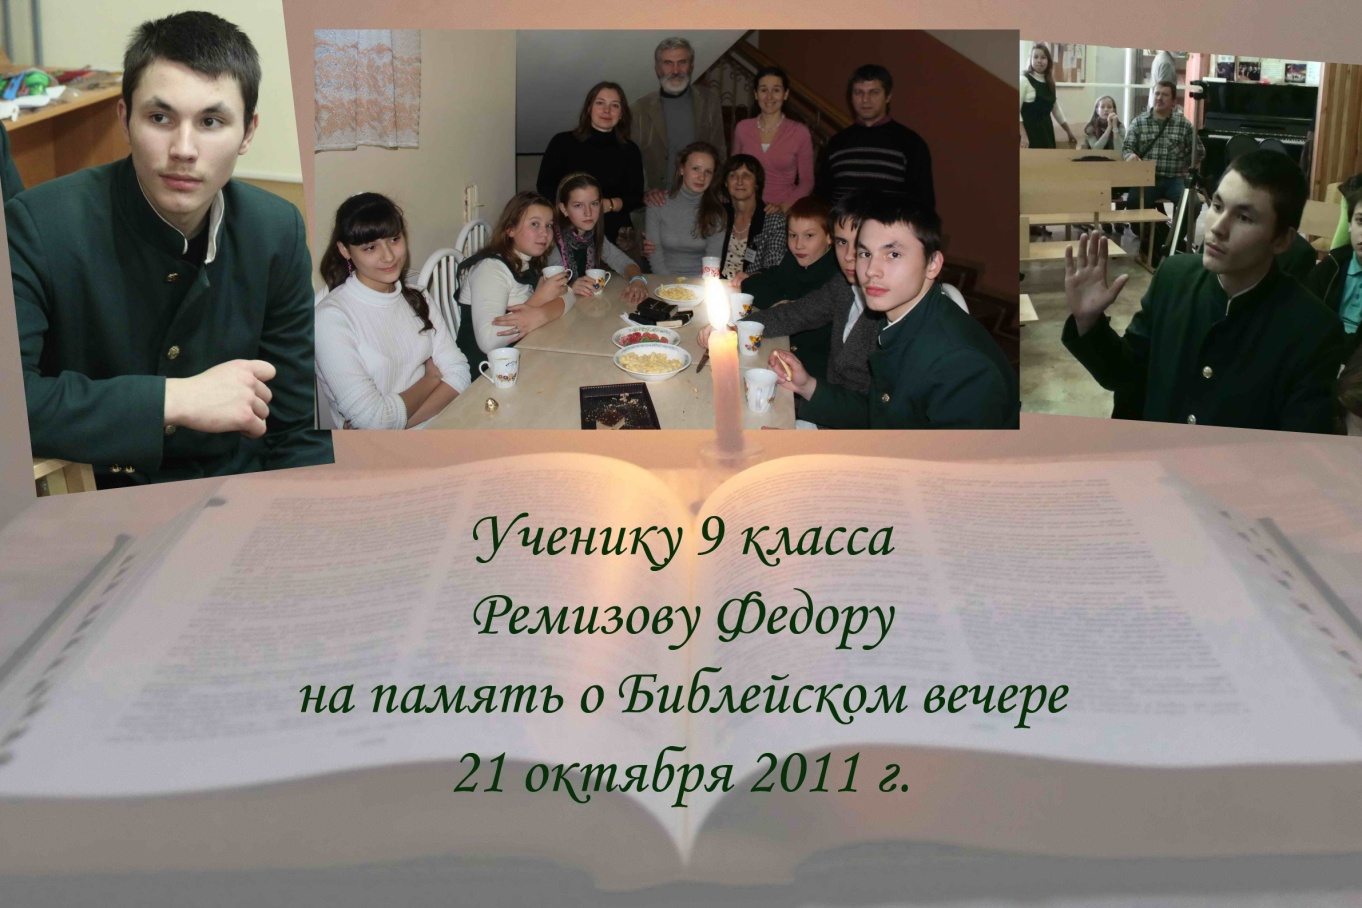 Ученику 9 класса
Ремизову Федору
на память о Библейском вечере
21 октября 2011 г.